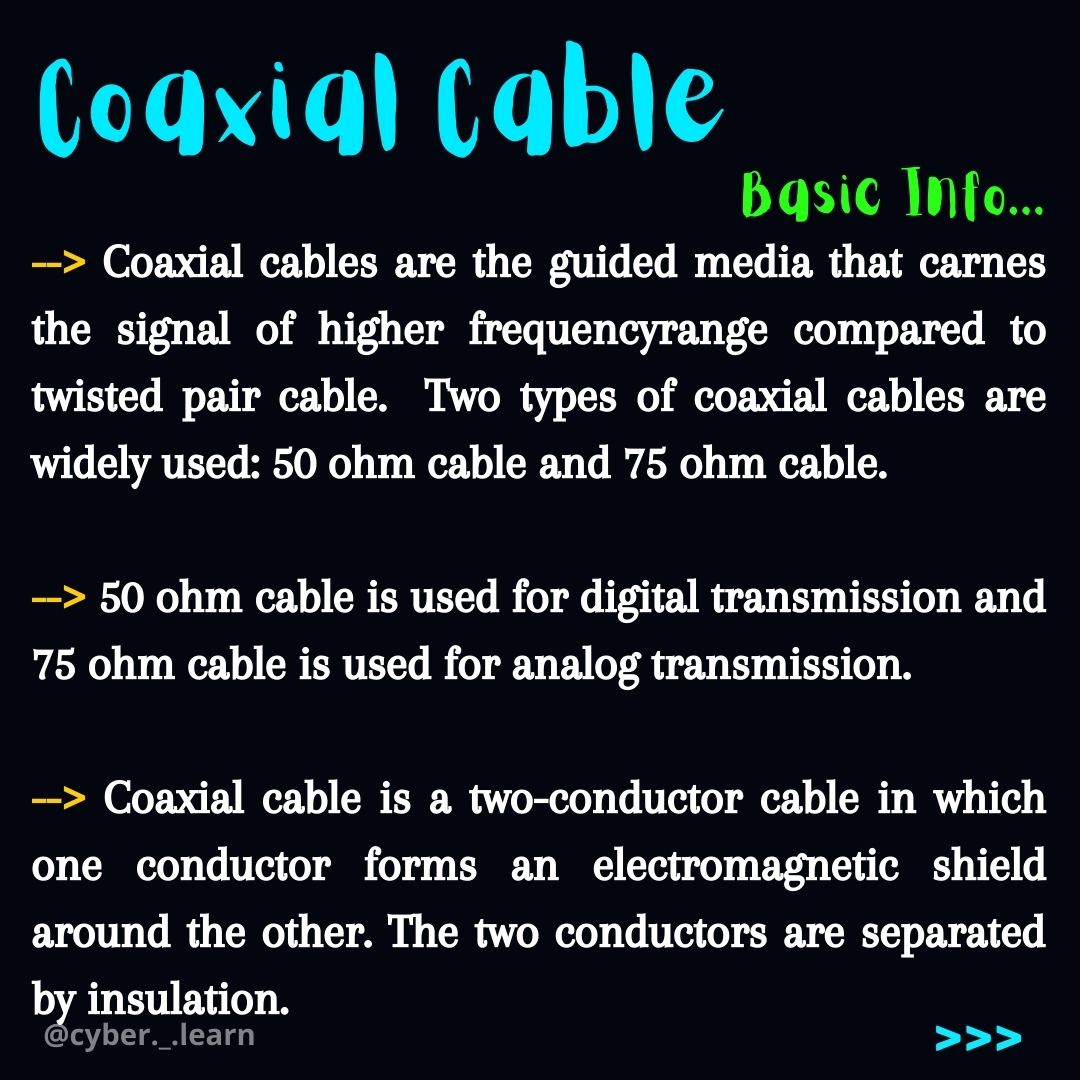 Coaxial Cable
Basic Info...
--> Coaxial cables are the guided media that carnes
the signal of higher frequencyrange compared to
twisted pair cable. Two types of coaxial cables are
widely used: 50 ohm cable and 75 ohm cable.
--> 50 ohm cable is used for digital transmission and
75 ohm cable is used for analog transmission.
--> Coaxial cable is a two-conductor cable in which
one conductor forms an electromagnetic shield
around the other. The two conductors are separated
by insulation.
@cyber._.learn
>>>